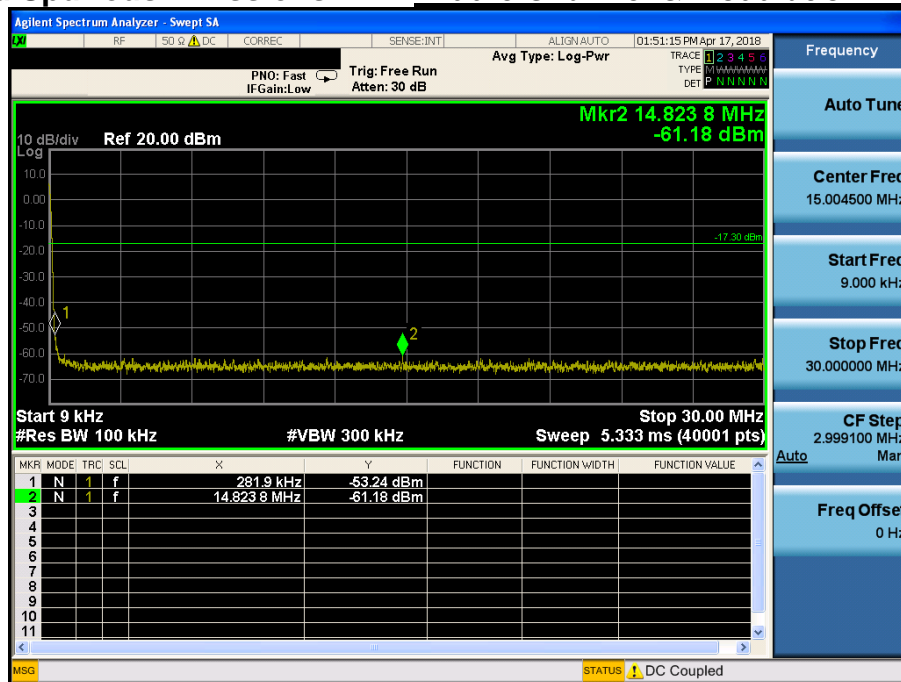 Agilent Spectrum Analyzer - Swept SA
LXI RF 50 Ω DC CORREC SENSE:INT ALIGN AUTO 01:51:15 PM Apr 17, 2018
Frequency
Avg Type: Log-Pwr TRACE 1 2 3 4 5 6
PNO: Fast Trig: Free Run TYPE M W W W W W
IFGain:Low Atten: 30 dB DET P N N N N N
Auto Tune
Mkr2 14.823 8 MHz
10 dB/div Ref 20.00 dBm -61.18 dBm
Log
10.0
0.00
-10.0
-17.30 dBm
-20.0
-30.0
-40.0
1
-50.0
2
-60.0
-70.0
Center Freq
15.004500 MHz
Start Freq
9.000 kHz
Stop Freq
30.000000 MHz
Start 9 kHz Stop 30.00 MHz
#Res BW 100 kHz #VBW 300 kHz Sweep 5.333 ms (40001 pts)
CF Step
2.999100 MHz
Auto Man
MKR MODE TRC SCL X Y FUNCTION FUNCTION WIDTH FUNCTION VALUE
1 N 1 f 281.9 kHz -53.24 dBm
2 N 1 f 14.823 8 MHz -61.18 dBm
3
4
5
6
7
8
9
10
11
Freq Offset
0 Hz
MSG STATUS DC Coupled